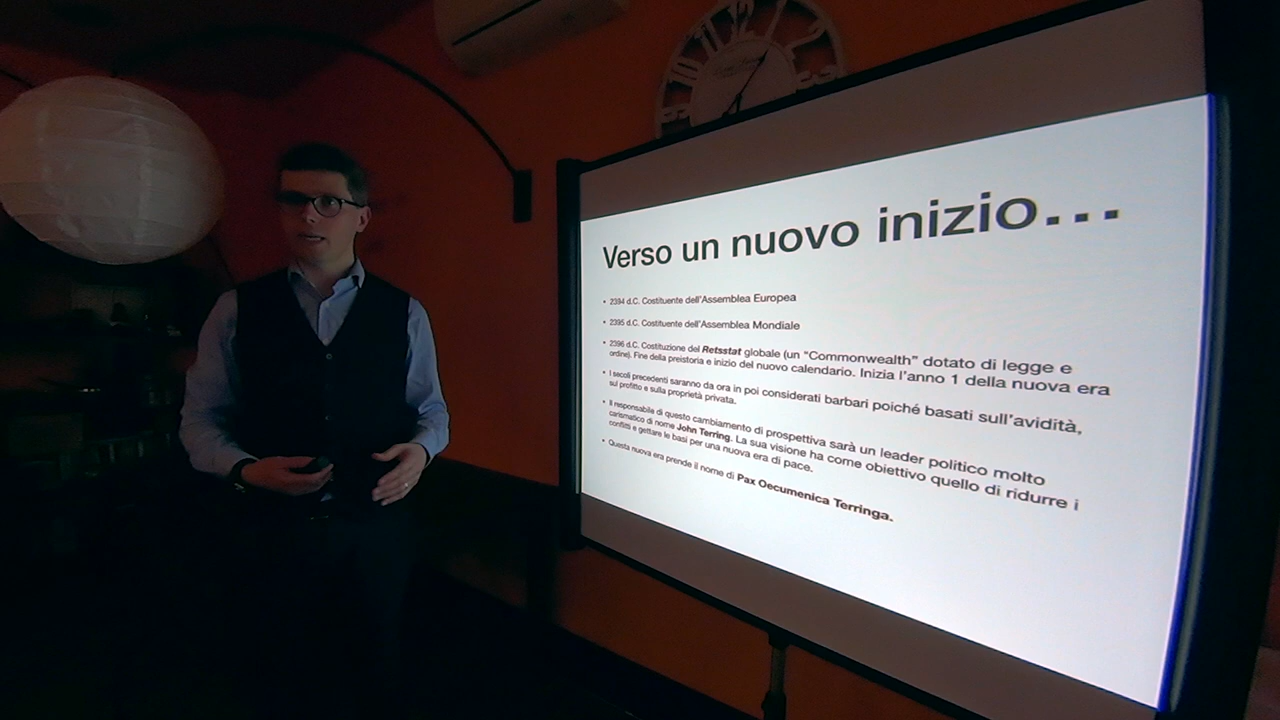 Verso un nuovo inizio...
• 2394 d.C. Costituente dell'Assemblea Europea
• 2395 d.C. Costituente dell'Assemblea Mondiale
• 2396 d.C. Costituzione del Retsstat globale (un "Commonwealth" dotato di legge e
ordine). Fine della preistoria e inizio del nuovo calendario. Inizia l'anno 1 della nuova era
• I secoli precedenti saranno da ora in poi considerati barbari poiché basati sull'avidità,
sul profitto e sulla proprietà privata.
• Il responsabile di questo cambiamento di prospettiva sarà un leader politico molto
carismatico di nome John Terring. La sua visione ha come obiettivo quello di ridurre i
conflitti e gettare le basi per una nuova era di pace.
• Questa nuova era prende il nome di Pax Oecumenica Terringa.